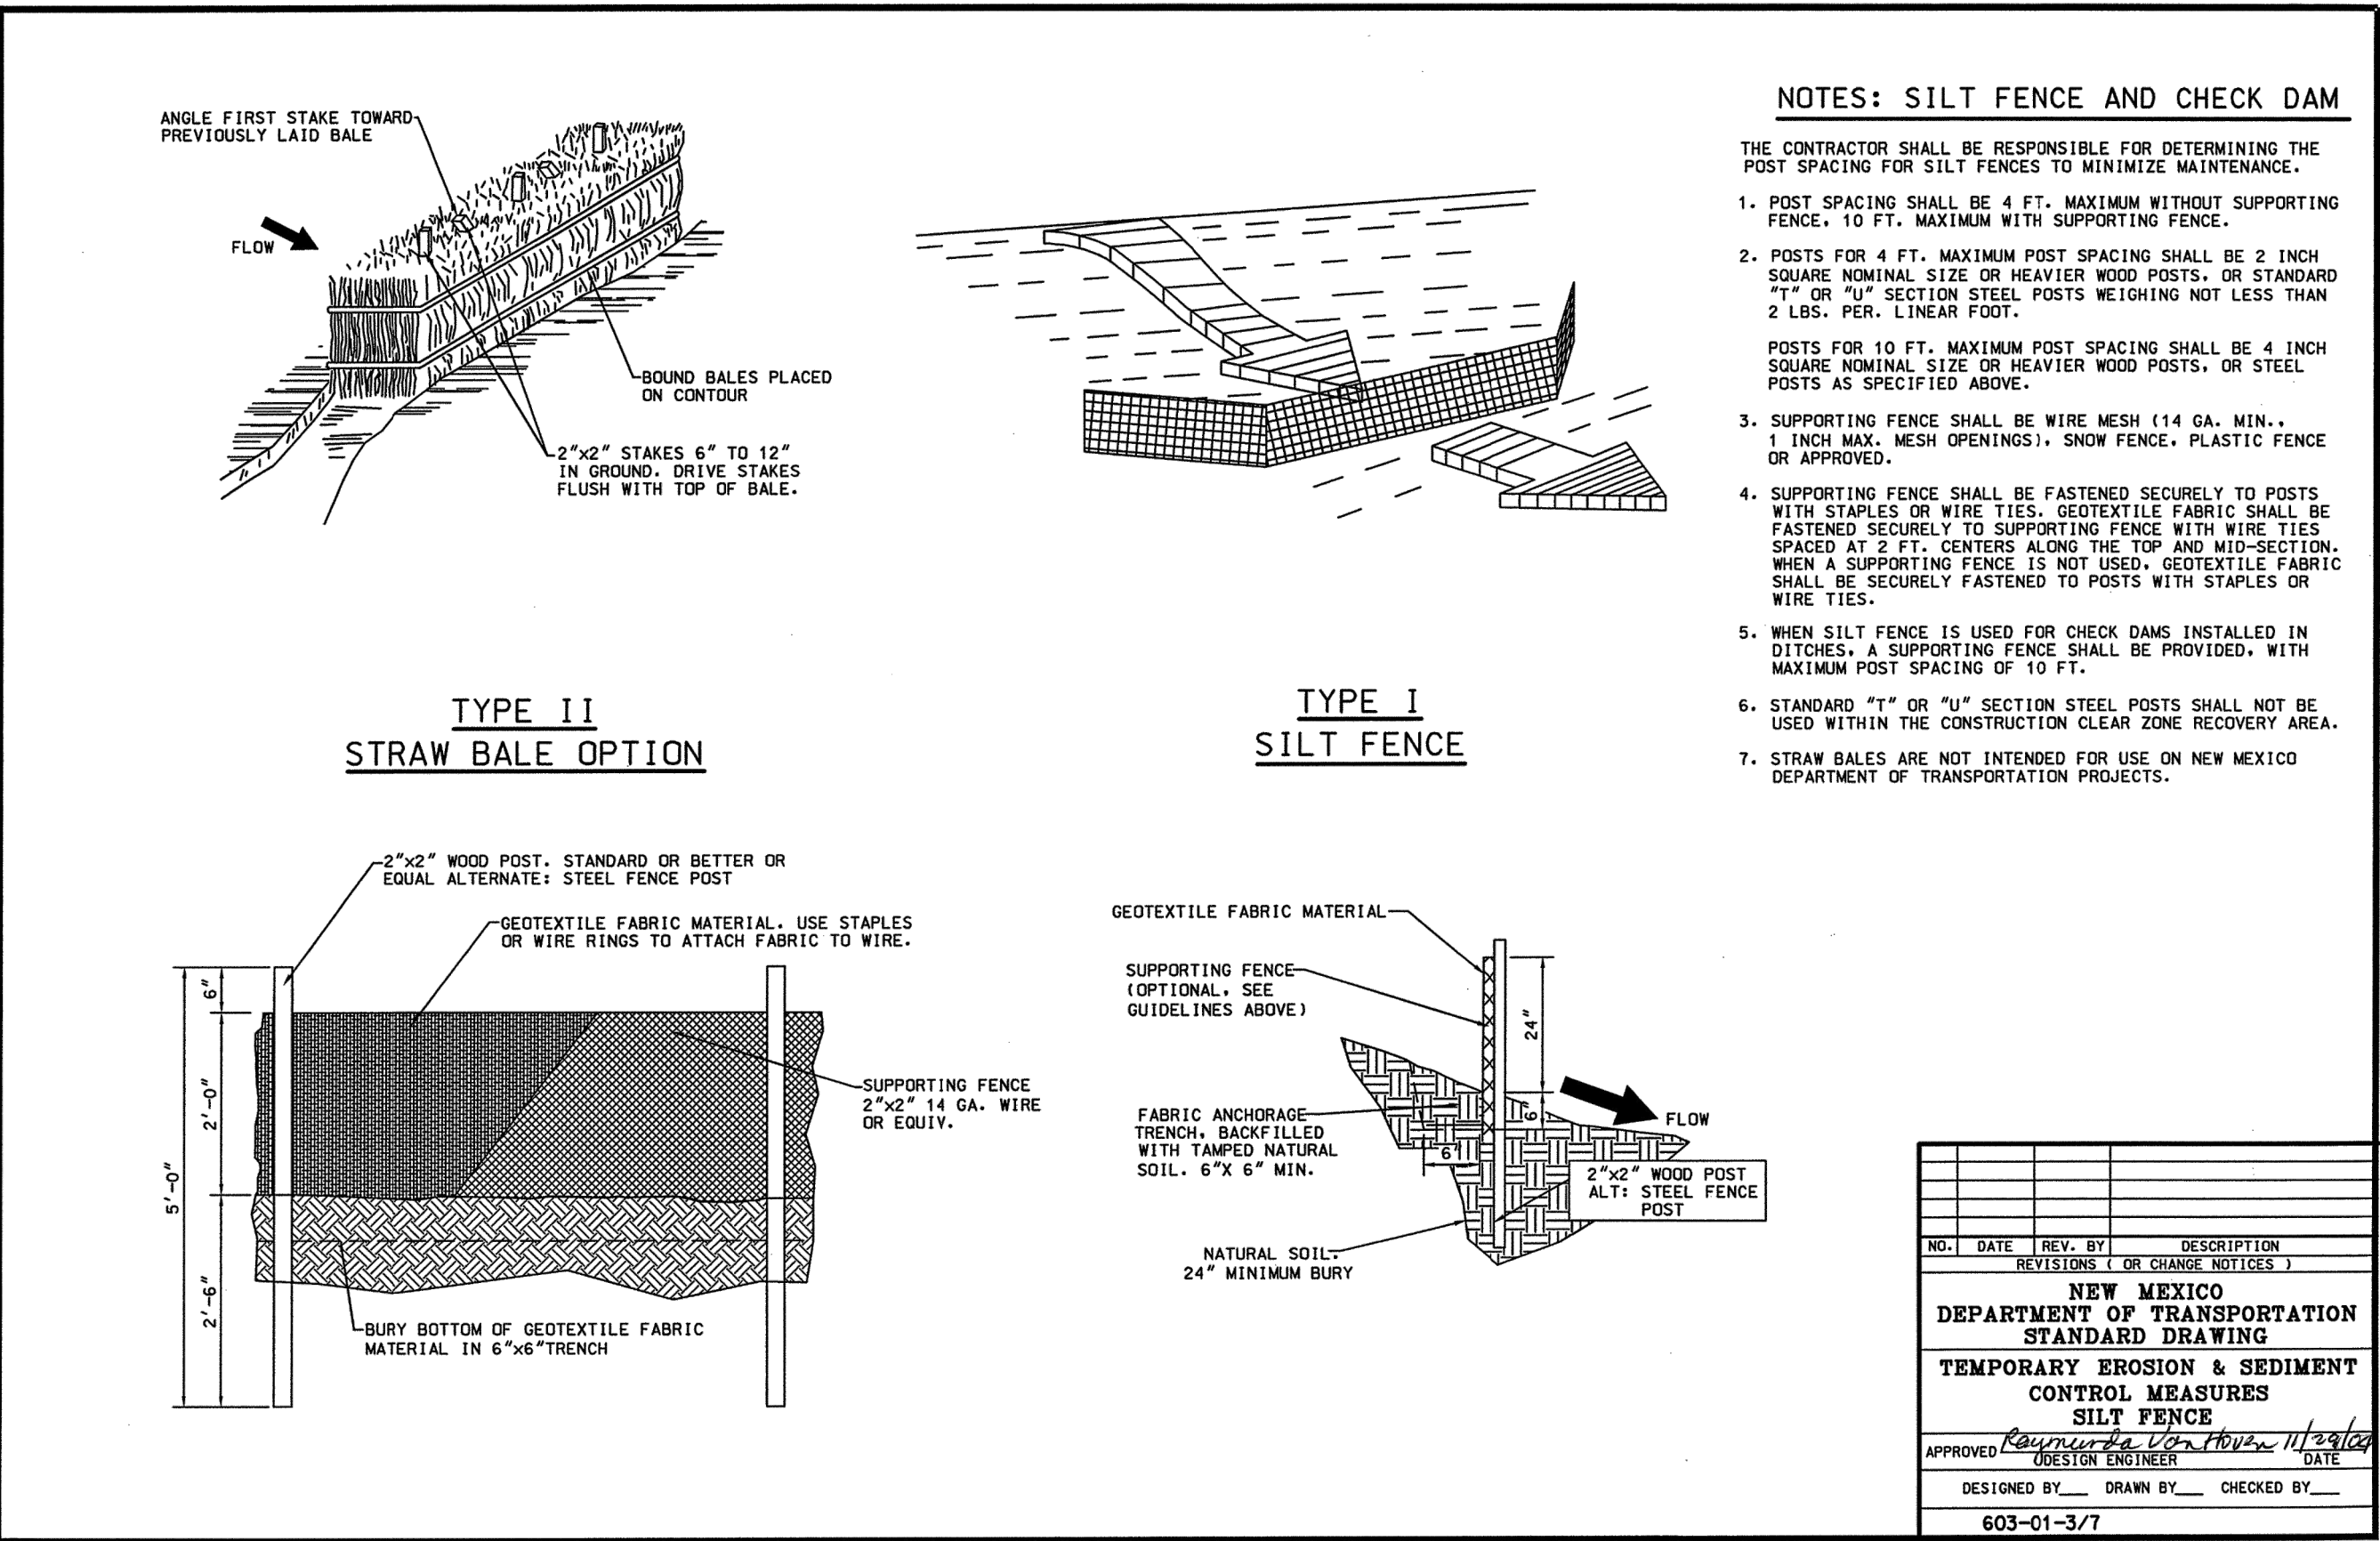 ANGLE FIRST STAKE TOWARD
PREVIOUSLY LAID BALE
FLOW
BOUND BALES PLACED
ON CONTOUR
2"x2" STAKES 6" TO 12"
IN GROUND. DRIVE STAKES
FLUSH WITH TOP OF BALE.
TYPE II
STRAW BALE OPTION
TYPE I
SILT FENCE
NOTES: SILT FENCE AND CHECK DAM
THE CONTRACTOR SHALL BE RESPONSIBLE FOR DETERMINING THE
POST SPACING FOR SILT FENCES TO MINIMIZE MAINTENANCE.
1. POST SPACING SHALL BE 4 FT. MAXIMUM WITHOUT SUPPORTING
FENCE, 10 FT. MAXIMUM WITH SUPPORTING FENCE.
2. POSTS FOR 4 FT. MAXIMUM POST SPACING SHALL BE 2 INCH
SQUARE NOMINAL SIZE OR HEAVIER WOOD POSTS, OR STANDARD
"T" OR "U" SECTION STEEL POSTS WEIGHING NOT LESS THAN
2 LBS. PER. LINEAR FOOT.
POSTS FOR 10 FT. MAXIMUM POST SPACING SHALL BE 4 INCH
SQUARE NOMINAL SIZE OR HEAVIER WOOD POSTS, OR STEEL
POSTS AS SPECIFIED ABOVE.
3. SUPPORTING FENCE SHALL BE WIRE MESH (14 GA. MIN.,
1 INCH MAX. MESH OPENINGS), SNOW FENCE, PLASTIC FENCE
OR APPROVED.
4. SUPPORTING FENCE SHALL BE FASTENED SECURELY TO POSTS
WITH STAPLES OR WIRE TIES. GEOTEXTILE FABRIC SHALL BE
FASTENED SECURELY TO SUPPORTING FENCE WITH WIRE TIES
SPACED AT 2 FT. CENTERS ALONG THE TOP AND MID-SECTION.
WHEN A SUPPORTING FENCE IS NOT USED, GEOTEXTILE FABRIC
SHALL BE SECURELY FASTENED TO POSTS WITH STAPLES OR
WIRE TIES.
5. WHEN SILT FENCE IS USED FOR CHECK DAMS INSTALLED IN
DITCHES, A SUPPORTING FENCE SHALL BE PROVIDED, WITH
MAXIMUM POST SPACING OF 10 FT.
6. STANDARD "T" OR "U" SECTION STEEL POSTS SHALL NOT BE
USED WITHIN THE CONSTRUCTION CLEAR ZONE RECOVERY AREA.
7. STRAW BALES ARE NOT INTENDED FOR USE ON NEW MEXICO
DEPARTMENT OF TRANSPORTATION PROJECTS.
2"x2" WOOD POST. STANDARD OR BETTER OR
EQUAL ALTERNATE: STEEL FENCE POST
GEOTEXTILE FABRIC MATERIAL. USE STAPLES
OR WIRE RINGS TO ATTACH FABRIC TO WIRE.
6"
2'-0"
5'-0"
2'-6"
SUPPORTING FENCE
2"x2" 14 GA. WIRE
OR EQUIV.
BURY BOTTOM OF GEOTEXTILE FABRIC
MATERIAL IN 6"x6"TRENCH
GEOTEXTILE FABRIC MATERIAL
SUPPORTING FENCE
(OPTIONAL, SEE
GUIDELINES ABOVE)
24"
6"
FLOW
FABRIC ANCHORAGE
TRENCH, BACKFILLED
WITH TAMPED NATURAL
SOIL. 6"X 6" MIN.
6"
2"x2" WOOD POST
ALT: STEEL FENCE
POST
NATURAL SOIL.
24" MINIMUM BURY
NO. DATE REV. BY DESCRIPTION
REVISIONS ( OR CHANGE NOTICES )
NEW MEXICO
DEPARTMENT OF TRANSPORTATION
STANDARD DRAWING
TEMPORARY EROSION & SEDIMENT
CONTROL MEASURES
SILT FENCE
APPROVED Raymunda Van Hoven 11/29/04
DESIGN ENGINEER DATE
DESIGNED BY___ DRAWN BY___ CHECKED BY___
603-01-3/7